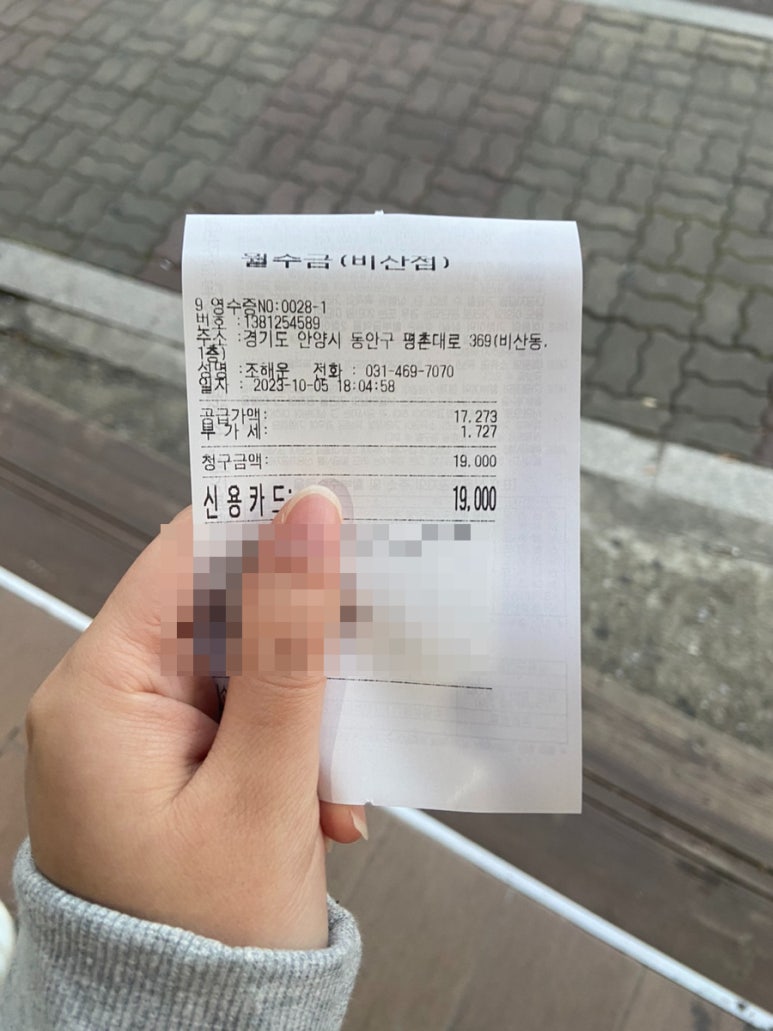 월수금(비산점)
9 영수증NO:0028-1
번호 :1381254589
주소 :경기도 안양시 동안구 평촌대로 369(비산동.
1층)
성명 :조해운 전화 : 031-469-7070
일자 : 2023-10-05 18:04:58
공급가액: 17.273
부 가 세: 1.727
청구금액: 19.000
신용카드: 19,000